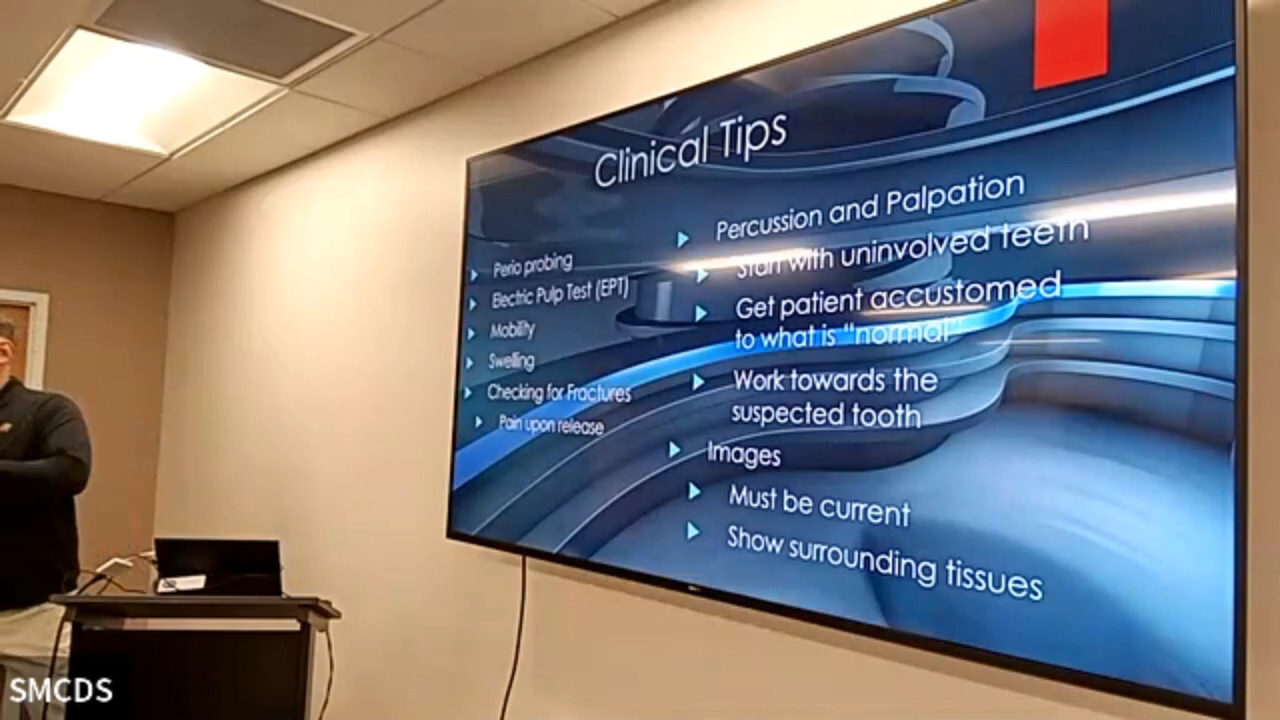 Clinical Tips
Perio probing
Electric Pulp Test (EPT)
Mobility
Swelling
Checking for Fractures
Pain upon release
Percussion and Palpation
Start with uninvolved teeth
Get patient accustomed
to what is "normal"
Work towards the
suspected tooth
Images
Must be current
Show surrounding tissues
SMCDS